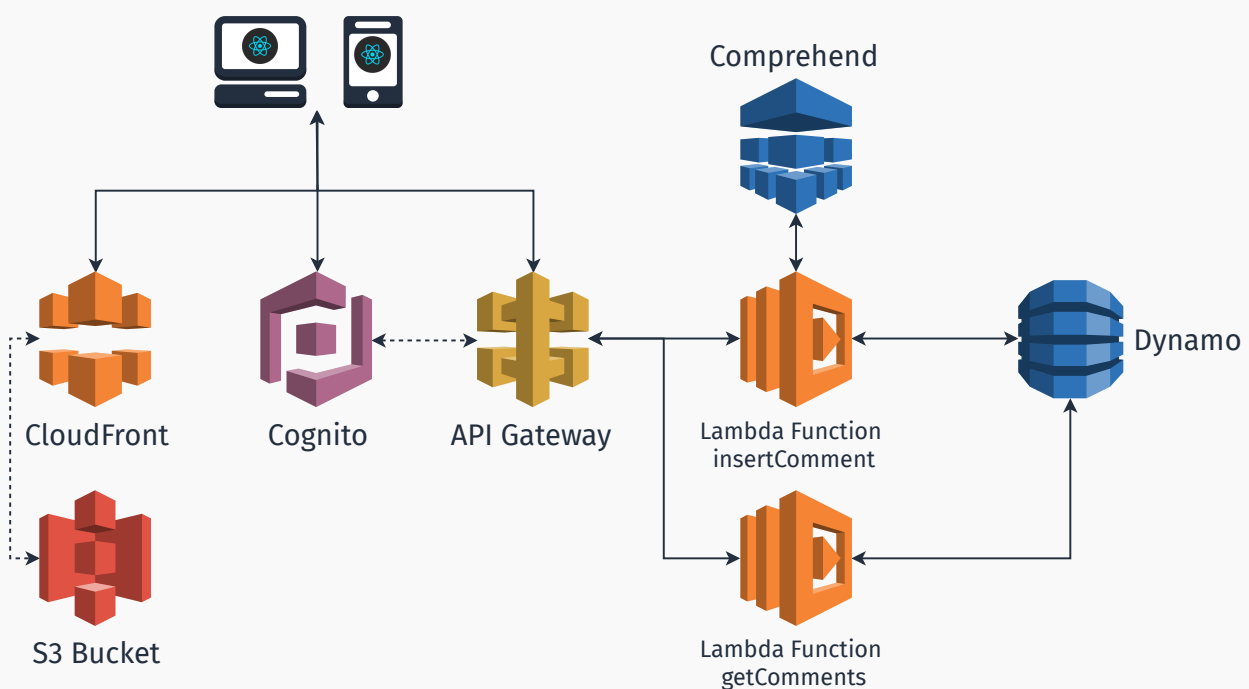 Comprehend
Dynamo
CloudFront
Cognito
API Gateway
Lambda Function
insertComment
S3 Bucket
Lambda Function
getComments